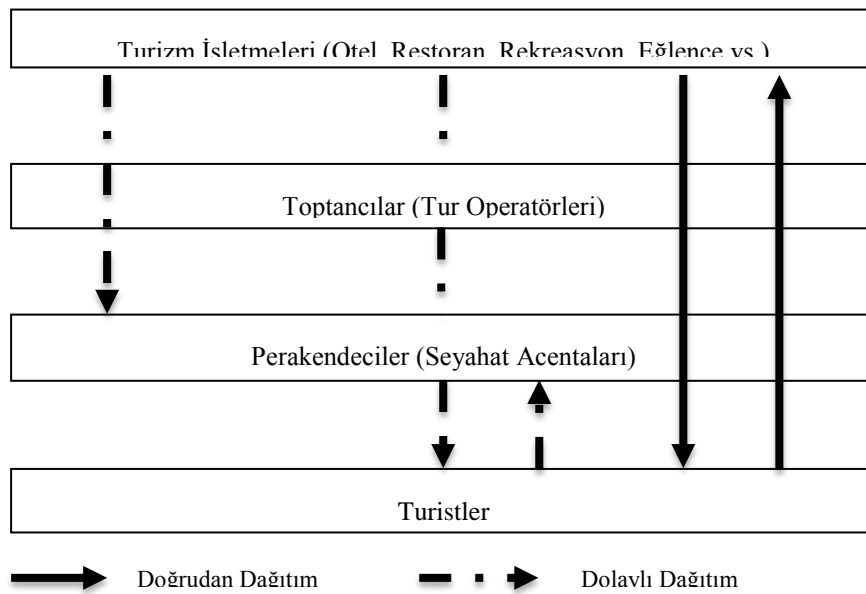 Turizm İşletmeleri (Otel, Restoran, Rekreasyon, Eğlence vs.)
Toptancılar (Tur Operatörleri)
Perakendeciler (Seyahat Acentaları)
Turistler
Doğrudan Dağıtım
Dolaylı Dağıtım